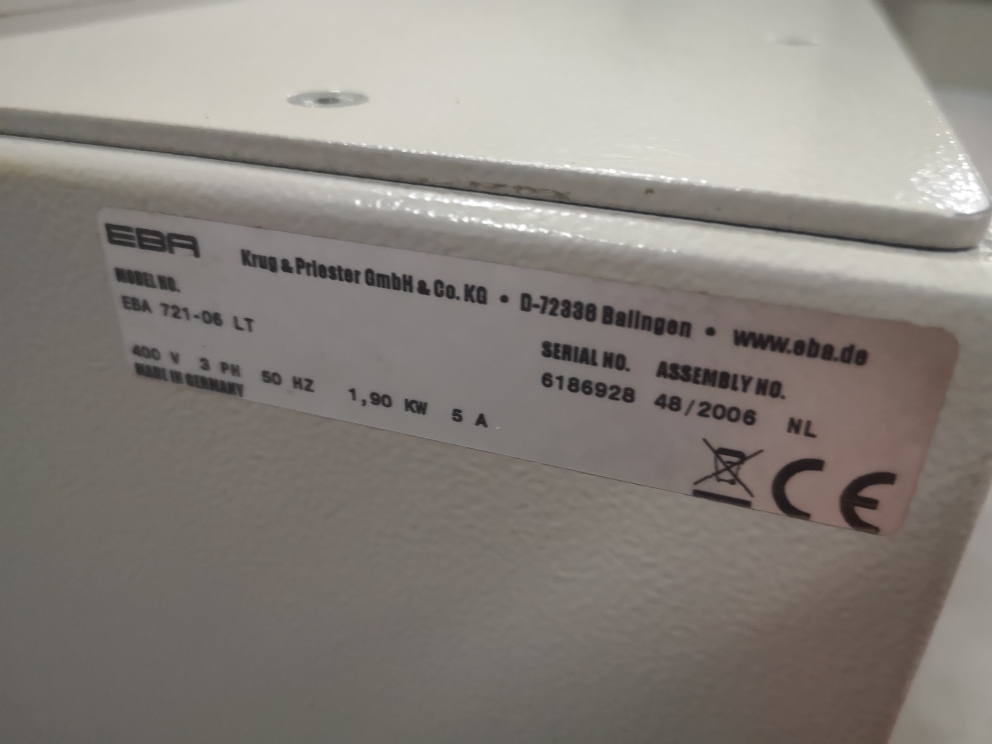 EBA Krug & Priester GmbH & Co. KG • D-72336 Balingen • www.eba.de
MODEL NO. SERIAL NO. ASSEMBLY NO.
EBA 721-06 LT 6186928 48/2006 NL
400 V 3 PH 50 HZ 1,90 KW 5 A
MADE IN GERMANY
CE